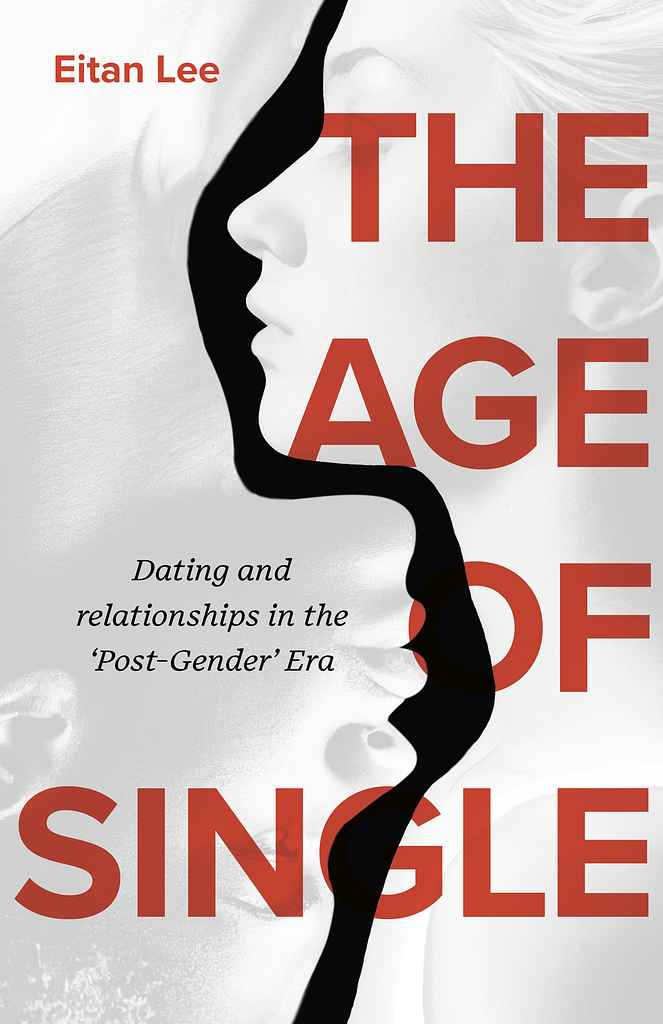 Eitan Lee
THE
AGE
OF
SINGLE
Dating and
relationships in the
‘Post-Gender’ Era